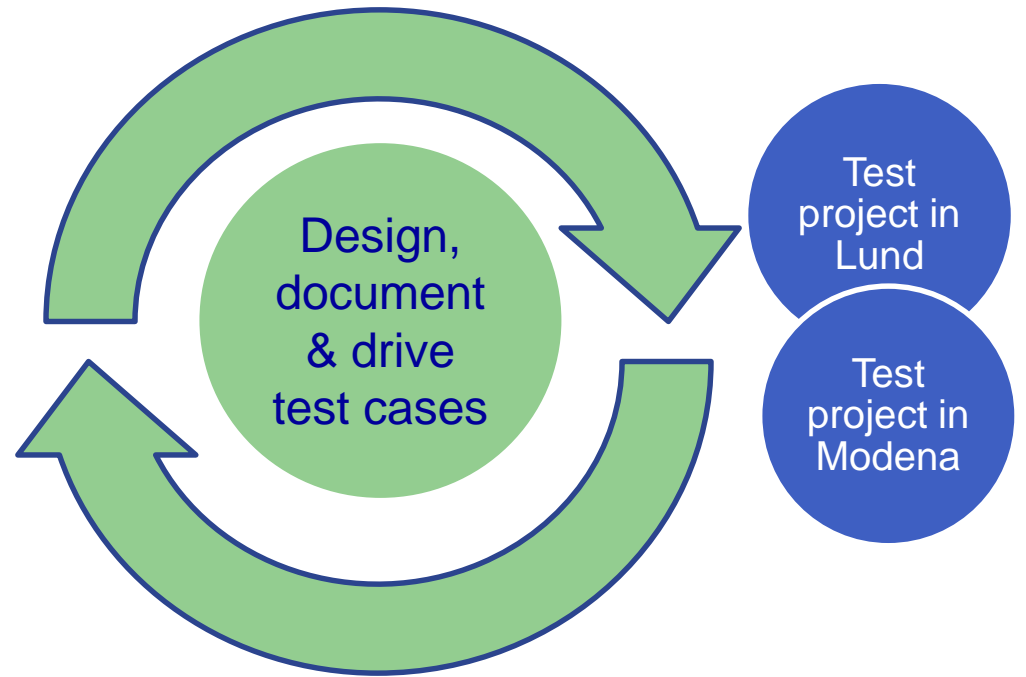 Design,
document
& drive
test cases
Test
project in
Lund
Test
project in
Modena